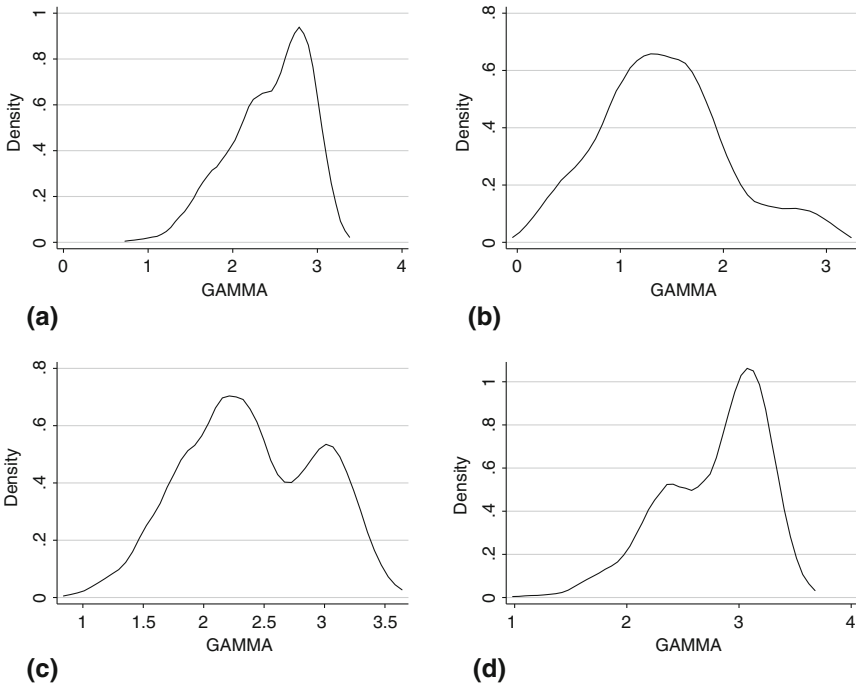 Density
0 .2 .4 .6 .8 1
0 1 2 3 4
GAMMA
(a)
Density
0 .2 .4 .6 .8
0 1 2 3
GAMMA
(b)
Density
0 .2 .4 .6 .8
1 1.5 2 2.5 3 3.5
GAMMA
(c)
Density
0 .2 .4 .6 .8 1
1 2 3 4
GAMMA
(d)